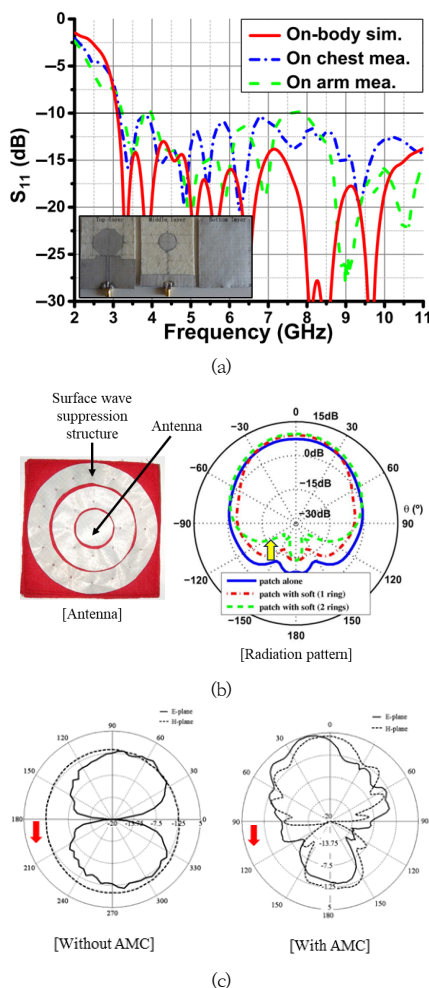 On-body sim.
On chest mea.
On arm mea.
0
−5
−10
−15
−20
−25
−30
S11 (dB)
Top layer Middle layer Bottom layer
2 3 4 5 6 7 8 9 10 11
Frequency (GHz)
(a)
Surface wave
suppression
structure
Antenna
[Antenna]
0
15dB
−30 30
0dB
−60 60
−15dB
−30dB
θ (º)
−90 90
−120 120
patch alone
patch with soft (1 ring)
patch with soft (2 rings)
−150 150
180
[Radiation pattern]
(b)
E-plane
H-plane
90
120 60
150 30
180 -20 -13.75 -7.5 -1.25 5
210 330
240 300
270
[Without AMC]
E-plane
H-plane
0
30 30
60 60
90 -20 90
-13.75
-7.5
120 120
-1.25
150 5 150
180
[With AMC]
(c)